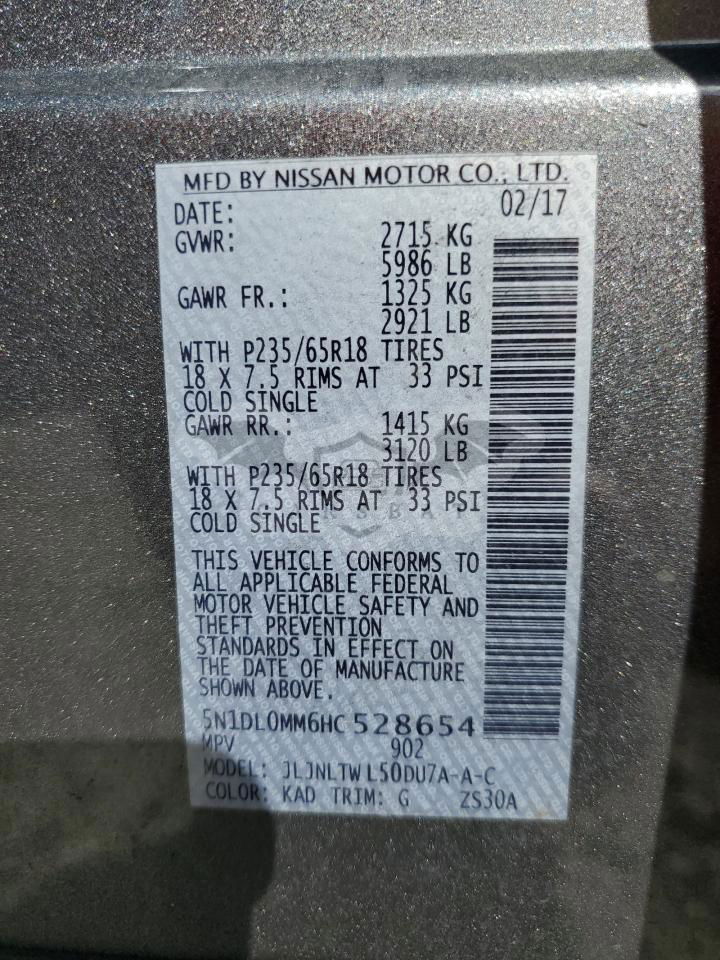 MFD BY NISSAN MOTOR CO., LTD.
DATE: 02/17
GVWR: 2715 KG
5986 LB
GAWR FR.: 1325 KG
2921 LB
WITH P235/65R18 TIRES
18 X 7.5 RIMS AT 33 PSI
COLD SINGLE
GAWR RR.: 1415 KG
3120 LB
WITH P235/65R18 TIRES
18 X 7.5 RIMS AT 33 PSI
COLD SINGLE
THIS VEHICLE CONFORMS TO
ALL APPLICABLE FEDERAL
MOTOR VEHICLE SAFETY AND
THEFT PREVENTION
STANDARDS IN EFFECT ON
THE DATE OF MANUFACTURE
SHOWN ABOVE.
5N1DL0MM6HC 528654
MPV 902
MODEL: JLJNLTWL50DU7A-A-C
COLOR: KAD TRIM: G ZS30A